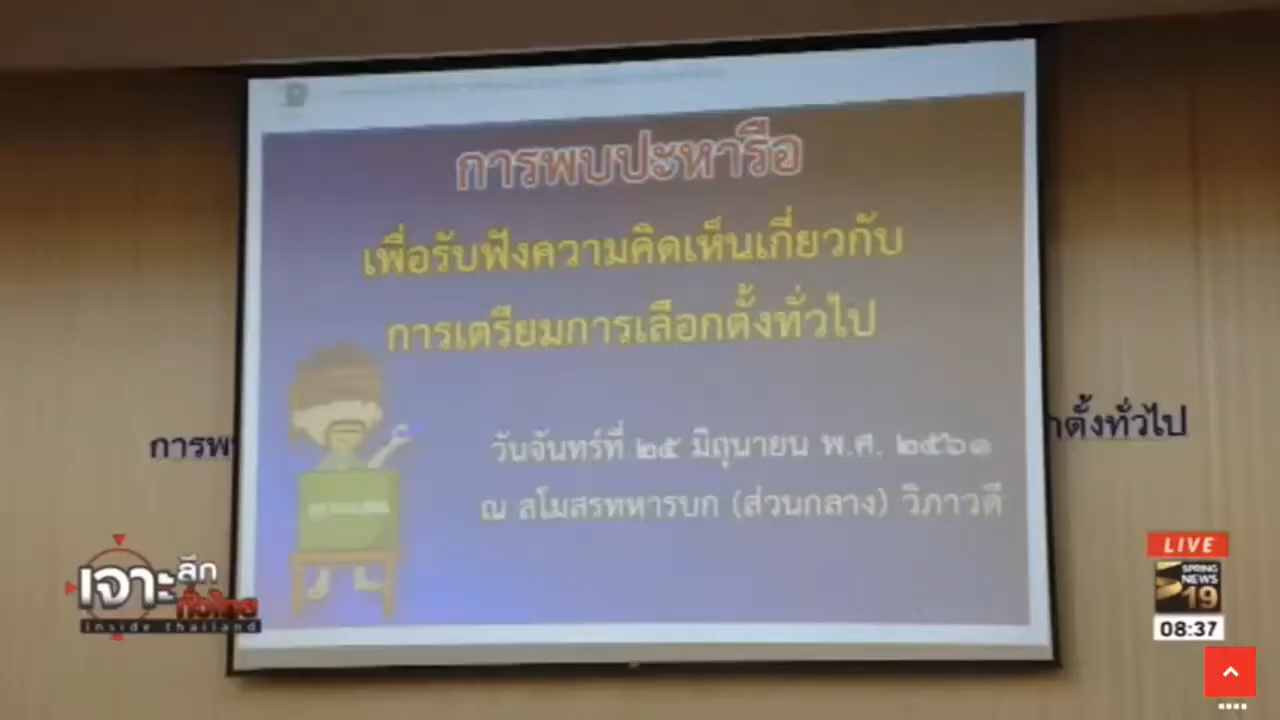 การพบปะหารือ
เพื่อรับฟังความคิดเห็นเกี่ยวกับ
การเตรียมการเลือกตั้งทั่วไป
วันจันทร์ที่ ๒๕ มิถุนายน พ.ศ. ๒๕๖๑
ณ สโมสรทหารบก (ส่วนกลาง) วิภาวดี
การพ
ตั้งทั่วไป
เจาะลึก
ทั่วไทย
inside thailand
LIVE
SPRING
NEWS
19
08:37